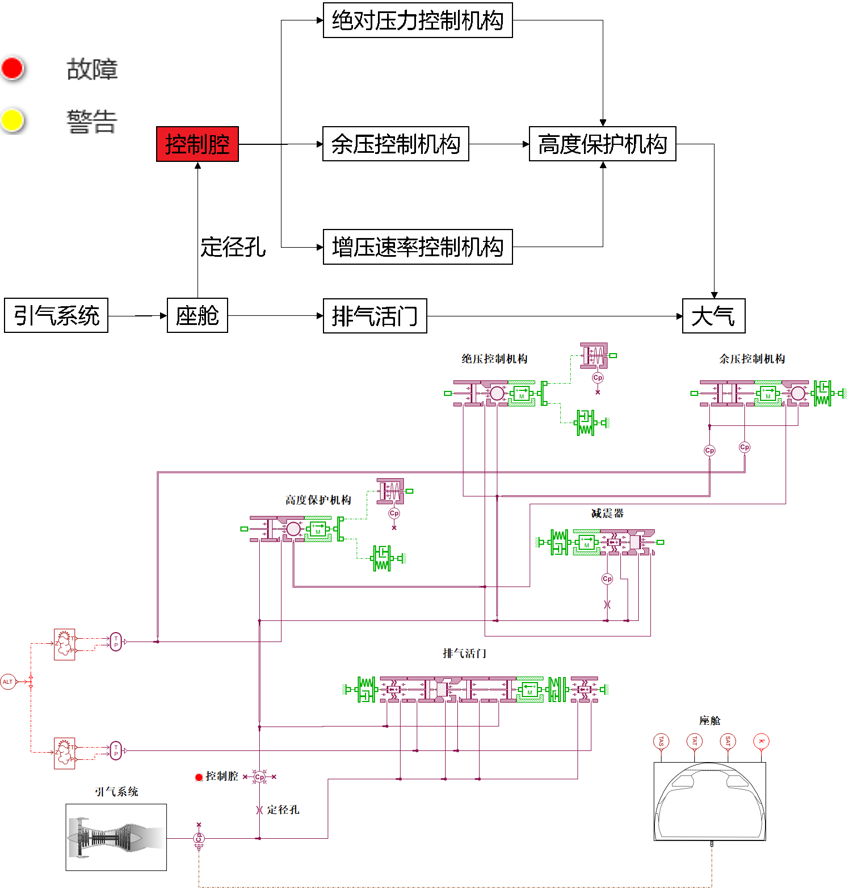 绝对压力控制机构
故障
警告
控制腔
余压控制机构
高度保护机构
定径孔
增压速率控制机构
引气系统
座舱
排气活门
大气
绝压控制机构
余压控制机构
Cp
M
M
Cp
Cp
高度保护机构
减震器
Cp
M
M
Cp
T
P
T
P
ALT
排气活门
M
座舱
T
P
T
P
TAS
TAT
SAT
控制腔
Cp
引气系统
定径孔
Cp